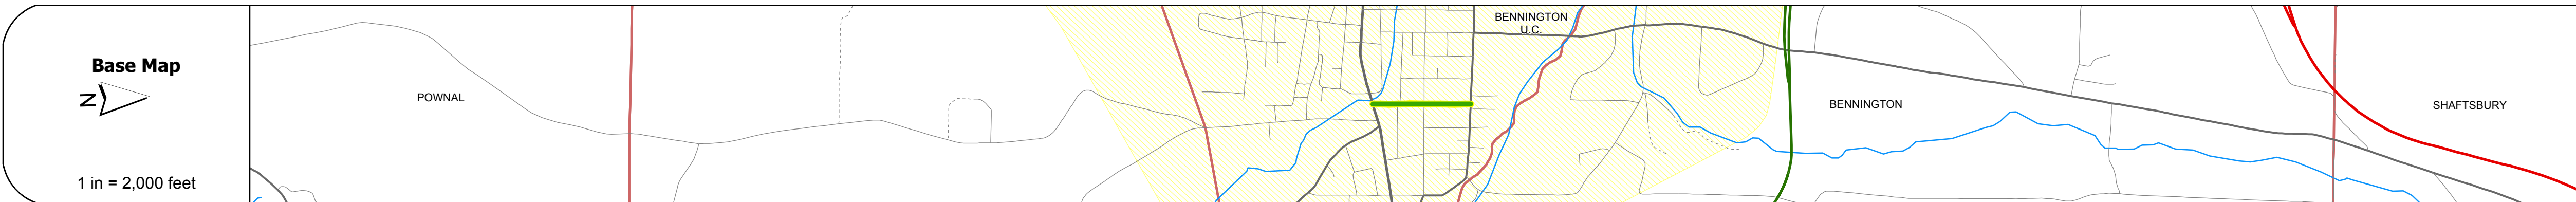 Base Map
N
1 in = 2,000 feet
POWNAL
BENNINGTON
U.C.
BENNINGTON
SHAFTSBURY